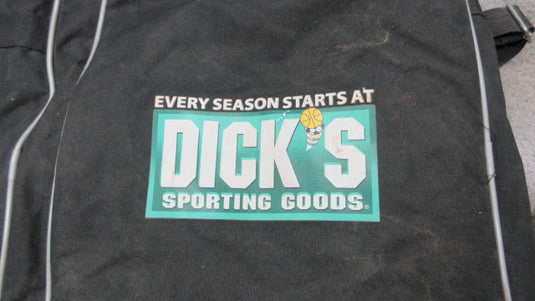 EVERY SEASON STARTS AT
DICK'S
SPORTING GOODS®